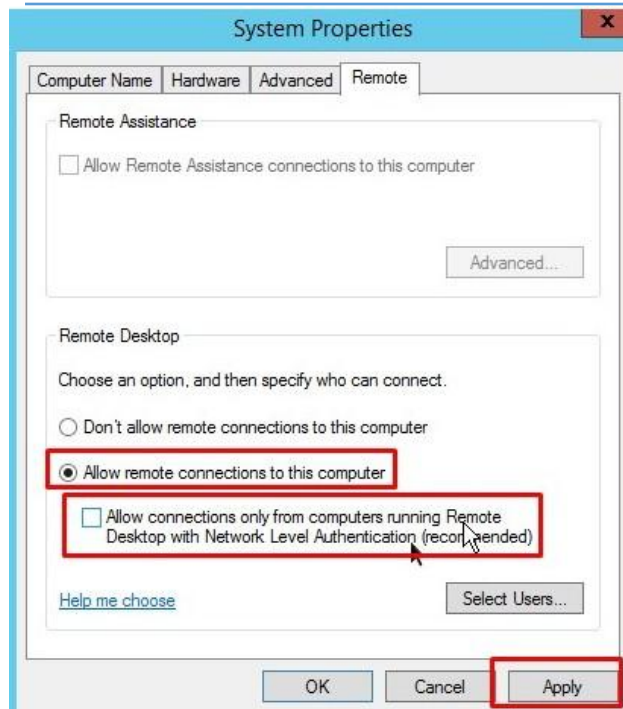 System Properties
x
Computer Name Hardware Advanced Remote
Remote Assistance
Allow Remote Assistance connections to this computer
Advanced...
Remote Desktop
Choose an option, and then specify who can connect.
Don't allow remote connections to this computer
Allow remote connections to this computer
Allow connections only from computers running Remote
Desktop with Network Level Authentication (recommended)
Help me choose
Select Users...
OK Cancel Apply